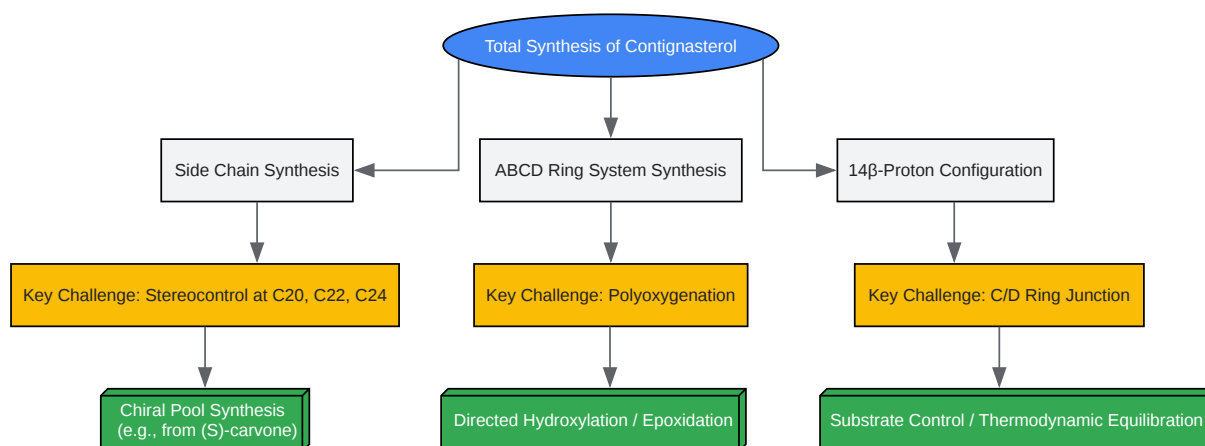 Total Synthesis of Contignasterol
Side Chain Synthesis
ABCD Ring System Synthesis
14β-Proton Configuration
Key Challenge: Stereocontrol at C20, C22, C24
Key Challenge: Polyoxygenation
Key Challenge: C/D Ring Junction
Chiral Pool Synthesis
(e.g., from (S)-carvone)
Directed Hydroxylation / Epoxidation
Substrate Control / Thermodynamic Equilibration